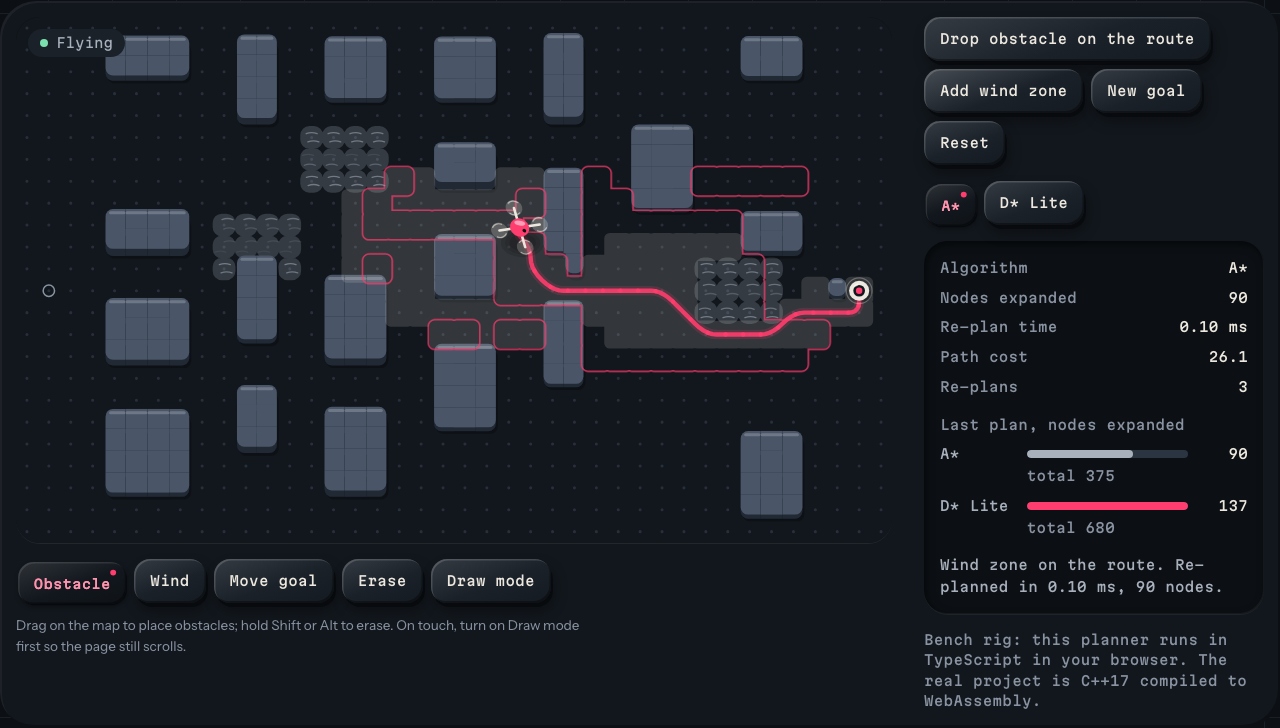 Flying
Drop obstacle on the route
Add wind zone
New goal
Reset
A*
D* Lite
Algorithm A*
Nodes expanded 90
Re-plan time 0.10 ms
Path cost 26.1
Re-plans 3
Last plan, nodes expanded
A* 90
total 375
D* Lite 137
total 680
Wind zone on the route. Re-
planned in 0.10 ms, 90 nodes.
Obstacle
Wind
Move goal
Erase
Draw mode
Drag on the map to place obstacles; hold Shift or Alt to erase. On touch, turn on Draw mode
first so the page still scrolls.
Bench rig: this planner runs in
TypeScript in your browser. The
real project is C++17 compiled to
WebAssembly.